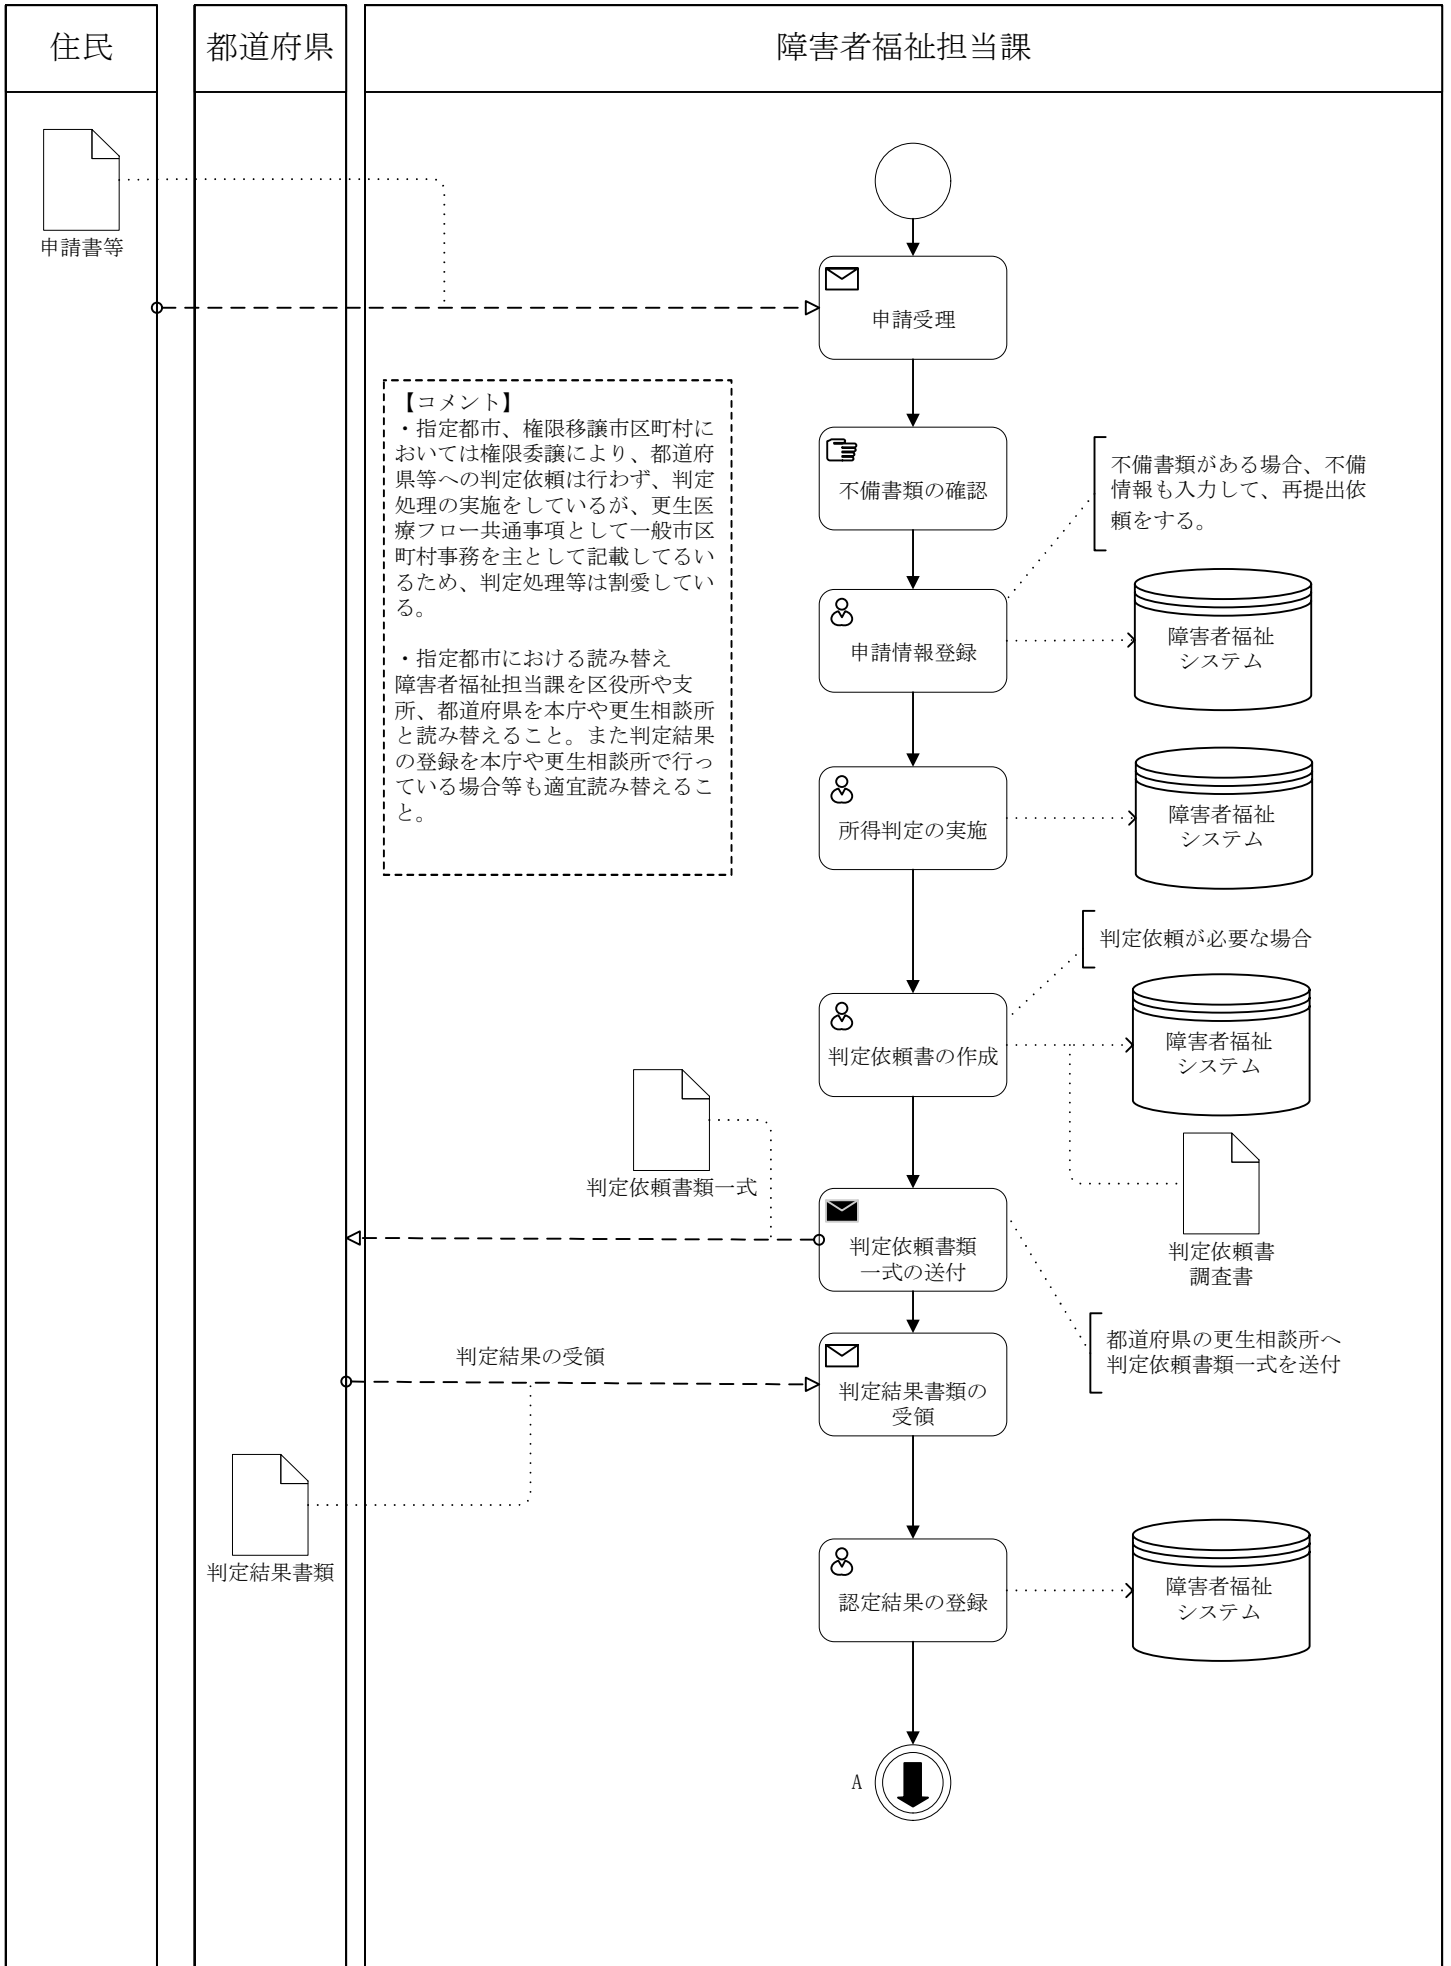 住民
都道府県
障害者福祉担当課
申請書等
申請受理
【コメント】
・指定都市、権限移譲市区町村に
おいては権限委譲により、都道府
県等への判定依頼は行わず、判定
処理の実施をしているが、更生医
療フロー共通事項として一般市区
町村事務を主として記載してるい
るため、判定処理等は割愛してい
る。
・指定都市における読み替え
障害者福祉担当課を区役所や支
所、都道府県を本庁や更生相談所
と読み替えること。また判定結果
の登録を本庁や更生相談所で行っ
ている場合等も適宜読み替えるこ
と。
不備書類の確認
不備書類がある場合、不備
情報も入力して、再提出依
頼をする。
申請情報登録
障害者福祉
システム
所得判定の実施
障害者福祉
システム
判定依頼が必要な場合
判定依頼書の作成
障害者福祉
システム
判定依頼書類一式
判定依頼書
調査書
判定依頼書類
一式の送付
都道府県の更生相談所へ
判定依頼書類一式を送付
判定結果の受領
判定結果書類の
受領
判定結果書類
認定結果の登録
障害者福祉
システム
A